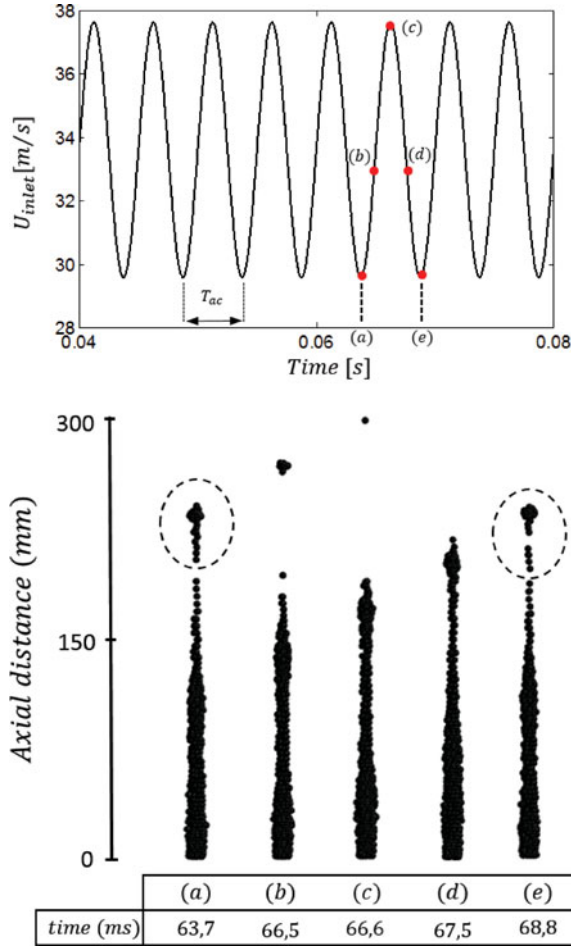 38
36
34
32
30
28
U_inlet [m/s]
(c)
(b)
(d)
T_ac
(a)
(e)
0.04
0.06
0.08
Time [s]
300
150
0
Axial distance (mm)
(a) (b) (c) (d) (e)
time (ms) 63,7 66,5 66,6 67,5 68,8